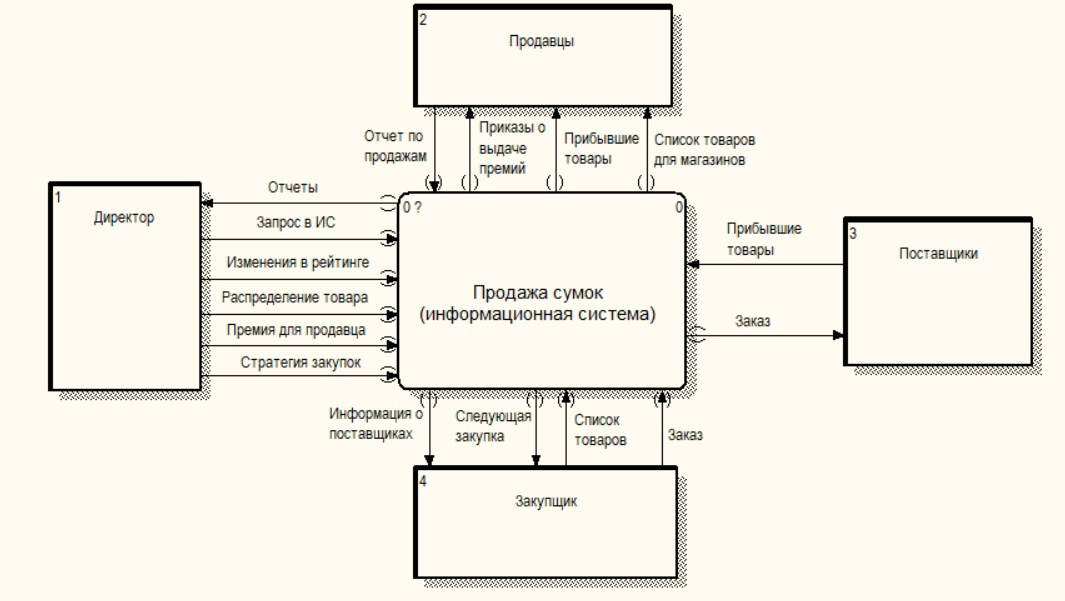 2
Продавцы
Отчет по
продажам
Приказы о
выдаче
премий
Прибывшие
товары
Список товаров
для магазинов
1
Директор
Отчеты
Запрос в ИС
Изменения в рейтинге
Распределение товара
Премия для продавца
Стратегия закупок
0 ?
0
Продажа сумок
(информационная система)
Прибывшие
товары
Заказ
3
Поставщики
Информация о
поставщиках
Следующая
закупка
Список
товаров
Заказ
4
Закупщик